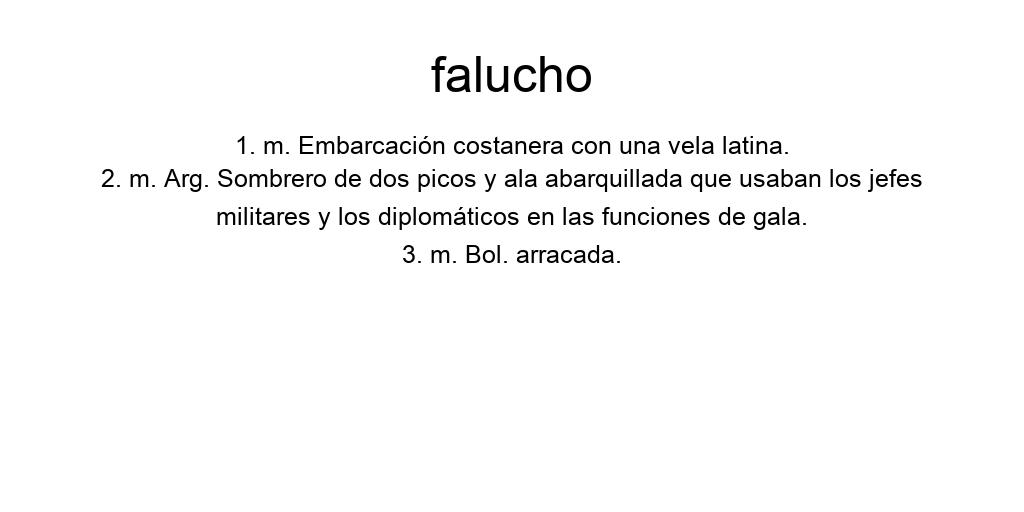 falucho
1. m. Embarcación costanera con una vela latina.
2. m. Arg. Sombrero de dos picos y ala abarquillada que usaban los jefes
militares y los diplomáticos en las funciones de gala.
3. m. Bol. arracada.